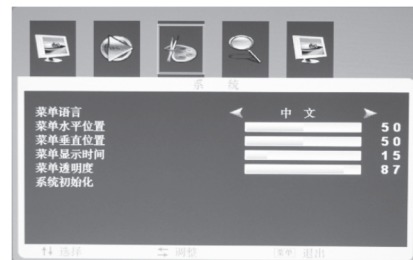 系 统
菜单语言 中 文
菜单水平位置 50
菜单垂直位置 50
菜单显示时间 15
菜单透明度 87
系统初始化
选择 调整 菜单 退出